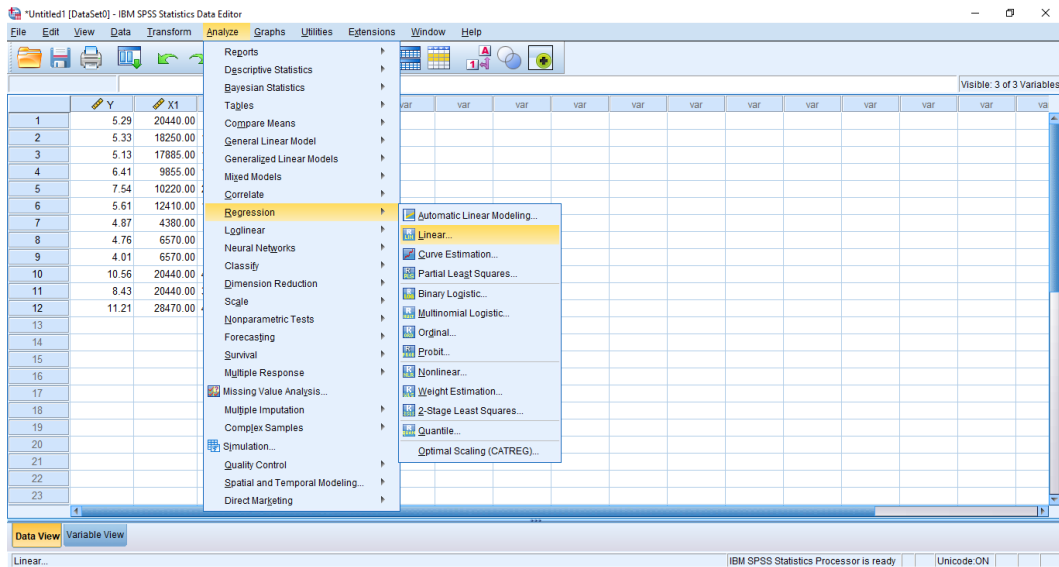 *Untitled1 [DataSet0] - IBM SPSS Statistics Data Editor
File Edit View Data Transform Analyze Graphs Utilities Extensions Window Help
Visible: 3 of 3 Variables
Y X1 var var var var var var var var var var va
1 5.29 20440.00
2 5.33 18250.00
3 5.13 17885.00
4 6.41 9855.00
5 7.54 10220.00
6 5.61 12410.00
7 4.87 4380.00
8 4.76 6570.00
9 4.01 6570.00
10 10.56 20440.00
11 8.43 20440.00
12 11.21 28470.00
13
14
15
16
17
18
19
20
21
22
23
Reports
Descriptive Statistics
Bayesian Statistics
Tables
Compare Means
General Linear Model
Generalized Linear Models
Mixed Models
Correlate
Regression
Loglinear
Neural Networks
Classify
Dimension Reduction
Scale
Nonparametric Tests
Forecasting
Survival
Multiple Response
Missing Value Analysis...
Multiple Imputation
Complex Samples
Simulation...
Quality Control
Spatial and Temporal Modeling...
Direct Marketing
Automatic Linear Modeling...
Linear...
Curve Estimation...
Partial Least Squares...
Binary Logistic...
Multinomial Logistic...
Ordinal...
Probit...
Nonlinear...
Weight Estimation...
2-Stage Least Squares...
Quantile...
Optimal Scaling (CATREG)...
Data View Variable View
Linear... IBM SPSS Statistics Processor is ready Unicode:ON